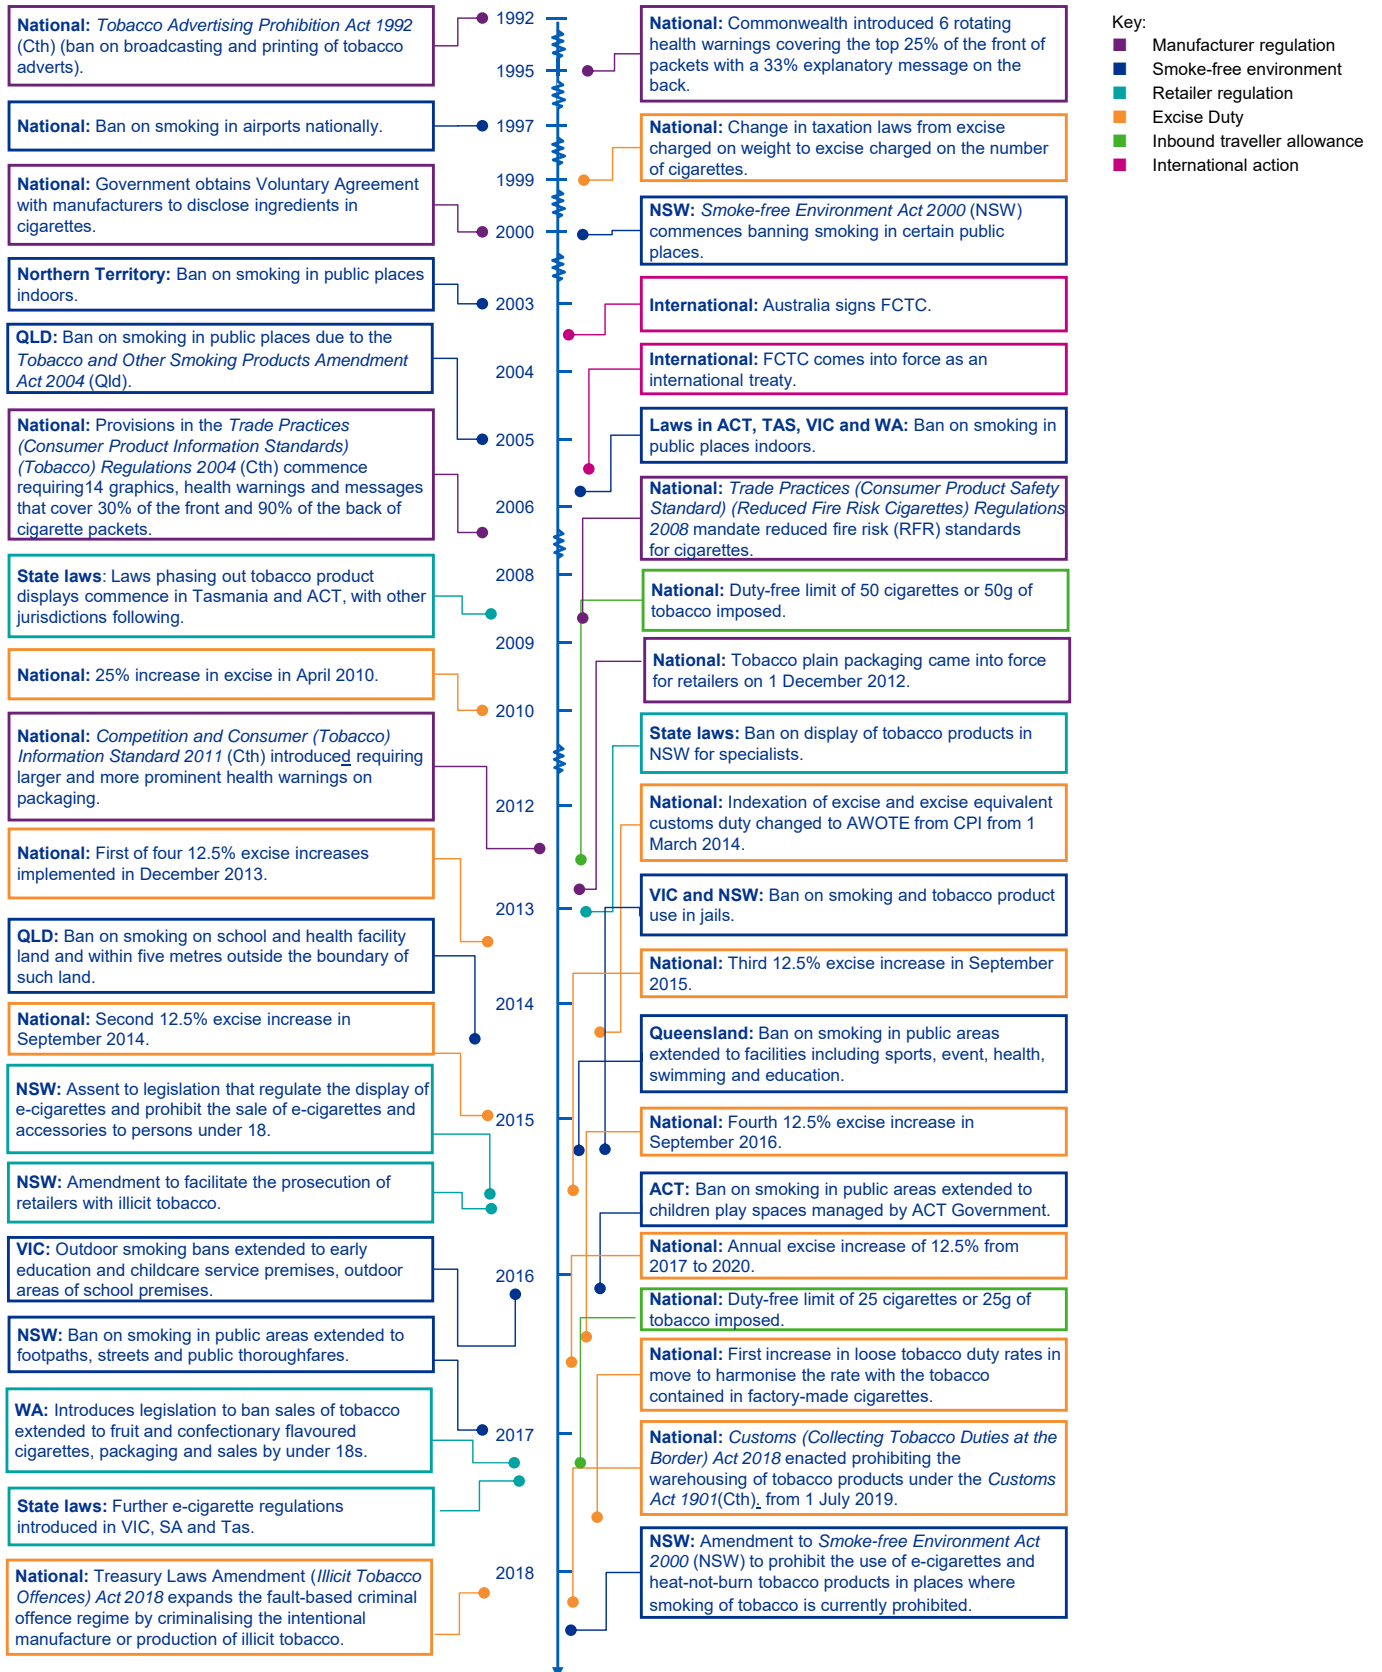 National: Tobacco Advertising Prohibition Act 1992
(Cth) (ban on broadcasting and printing of tobacco
adverts).
National: Ban on smoking in airports nationally.
National: Government obtains Voluntary Agreement
with manufacturers to disclose ingredients in
cigarettes.
Northern Territory: Ban on smoking in public places
indoors.
QLD: Ban on smoking in public places due to the
Tobacco and Other Smoking Products Amendment
Act 2004 (Qld).
National: Provisions in the Trade Practices
(Consumer Product Information Standards)
(Tobacco) Regulations 2004 (Cth) commence
requiring14 graphics, health warnings and messages
that cover 30% of the front and 90% of the back of
cigarette packets.
State laws: Laws phasing out tobacco product
displays commence in Tasmania and ACT, with other
jurisdictions following.
National: 25% increase in excise in April 2010.
National: Competition and Consumer (Tobacco)
Information Standard 2011 (Cth) introduced requiring
larger and more prominent health warnings on
packaging.
National: First of four 12.5% excise increases
implemented in December 2013.
QLD: Ban on smoking on school and health facility
land and within five metres outside the boundary of
such land.
National: Second 12.5% excise increase in
September 2014.
NSW: Assent to legislation that regulate the display of
e-cigarettes and prohibit the sale of e-cigarettes and
accessories to persons under 18.
NSW: Amendment to facilitate the prosecution of
retailers with illicit tobacco.
VIC: Outdoor smoking bans extended to early
education and childcare service premises, outdoor
areas of school premises.
NSW: Ban on smoking in public areas extended to
footpaths, streets and public thoroughfares.
WA: Introduces legislation to ban sales of tobacco
extended to fruit and confectionary flavoured
cigarettes, packaging and sales by under 18s.
State laws: Further e-cigarette regulations
introduced in VIC, SA and Tas.
National: Treasury Laws Amendment (Illicit Tobacco
Offences) Act 2018 expands the fault-based criminal
offence regime by criminalising the intentional
manufacture or production of illicit tobacco.
1992
1995
1997
1999
2000
2003
2004
2005
2006
2008
2009
2010
2012
2013
2014
2015
2016
2017
2018
National: Commonwealth introduced 6 rotating
health warnings covering the top 25% of the front of
packets with a 33% explanatory message on the
back.
National: Change in taxation laws from excise
charged on weight to excise charged on the number
of cigarettes.
NSW: Smoke-free Environment Act 2000 (NSW)
commences banning smoking in certain public
places.
International: Australia signs FCTC.
International: FCTC comes into force as an
international treaty.
Laws in ACT, TAS, VIC and WA: Ban on smoking in
public places indoors.
National: Trade Practices (Consumer Product Safety
Standard) (Reduced Fire Risk Cigarettes) Regulations
2008 mandate reduced fire risk (RFR) standards
for cigarettes.
National: Duty-free limit of 50 cigarettes or 50g of
tobacco imposed.
National: Tobacco plain packaging came into force
for retailers on 1 December 2012.
State laws: Ban on display of tobacco products in
NSW for specialists.
National: Indexation of excise and excise equivalent
customs duty changed to AWOTE from CPI from 1
March 2014.
VIC and NSW: Ban on smoking and tobacco product
use in jails.
National: Third 12.5% excise increase in September
2015.
Queensland: Ban on smoking in public areas
extended to facilities including sports, event, health,
swimming and education.
National: Fourth 12.5% excise increase in
September 2016.
ACT: Ban on smoking in public areas extended to
children play spaces managed by ACT Government.
National: Annual excise increase of 12.5% from
2017 to 2020.
National: Duty-free limit of 25 cigarettes or 25g of
tobacco imposed.
National: First increase in loose tobacco duty rates in
move to harmonise the rate with the tobacco
contained in factory-made cigarettes.
National: Customs (Collecting Tobacco Duties at the
Border) Act 2018 enacted prohibiting the
warehousing of tobacco products under the Customs
Act 1901(Cth). from 1 July 2019.
NSW: Amendment to Smoke-free Environment Act
2000 (NSW) to prohibit the use of e-cigarettes and
heat-not-burn tobacco products in places where
smoking of tobacco is currently prohibited.
Key:
Manufacturer regulation
Smoke-free environment
Retailer regulation
Excise Duty
Inbound traveller allowance
International action